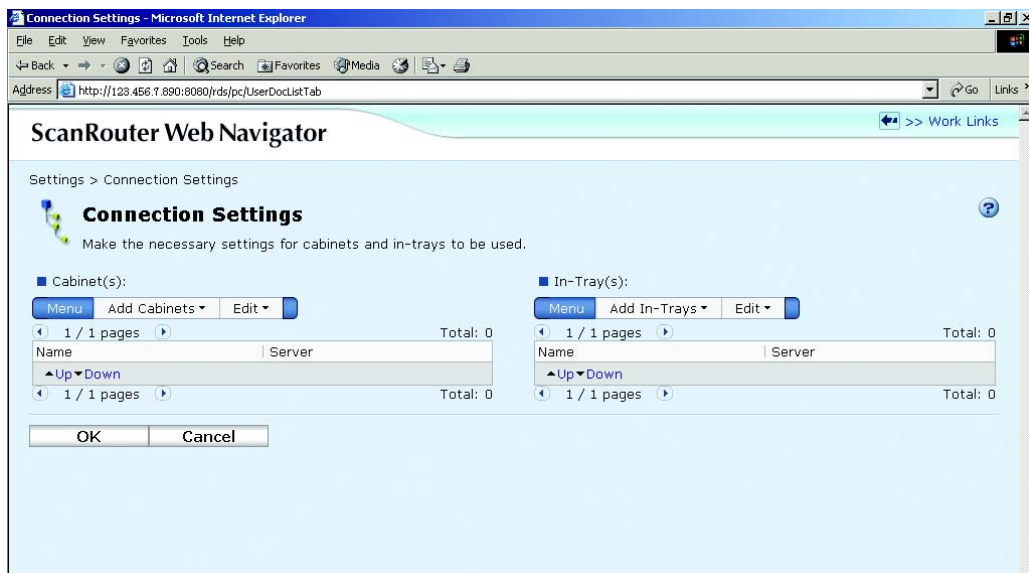 Connection Settings - Microsoft Internet Explorer
File Edit View Favorites Tools Help
Back Search Favorites Media
Address http://123.456.7.890:8080/rds/pc/UserDocListTab Go Links »
ScanRouter Web Navigator
>> Work Links
Settings > Connection Settings
Connection Settings
Make the necessary settings for cabinets and in-trays to be used.
Cabinet(s):
Menu Add Cabinets Edit
1 / 1 pages Total: 0
Name Server
Up Down
1 / 1 pages Total: 0
In-Tray(s):
Menu Add In-Trays Edit
1 / 1 pages Total: 0
Name Server
Up Down
1 / 1 pages Total: 0
OK Cancel